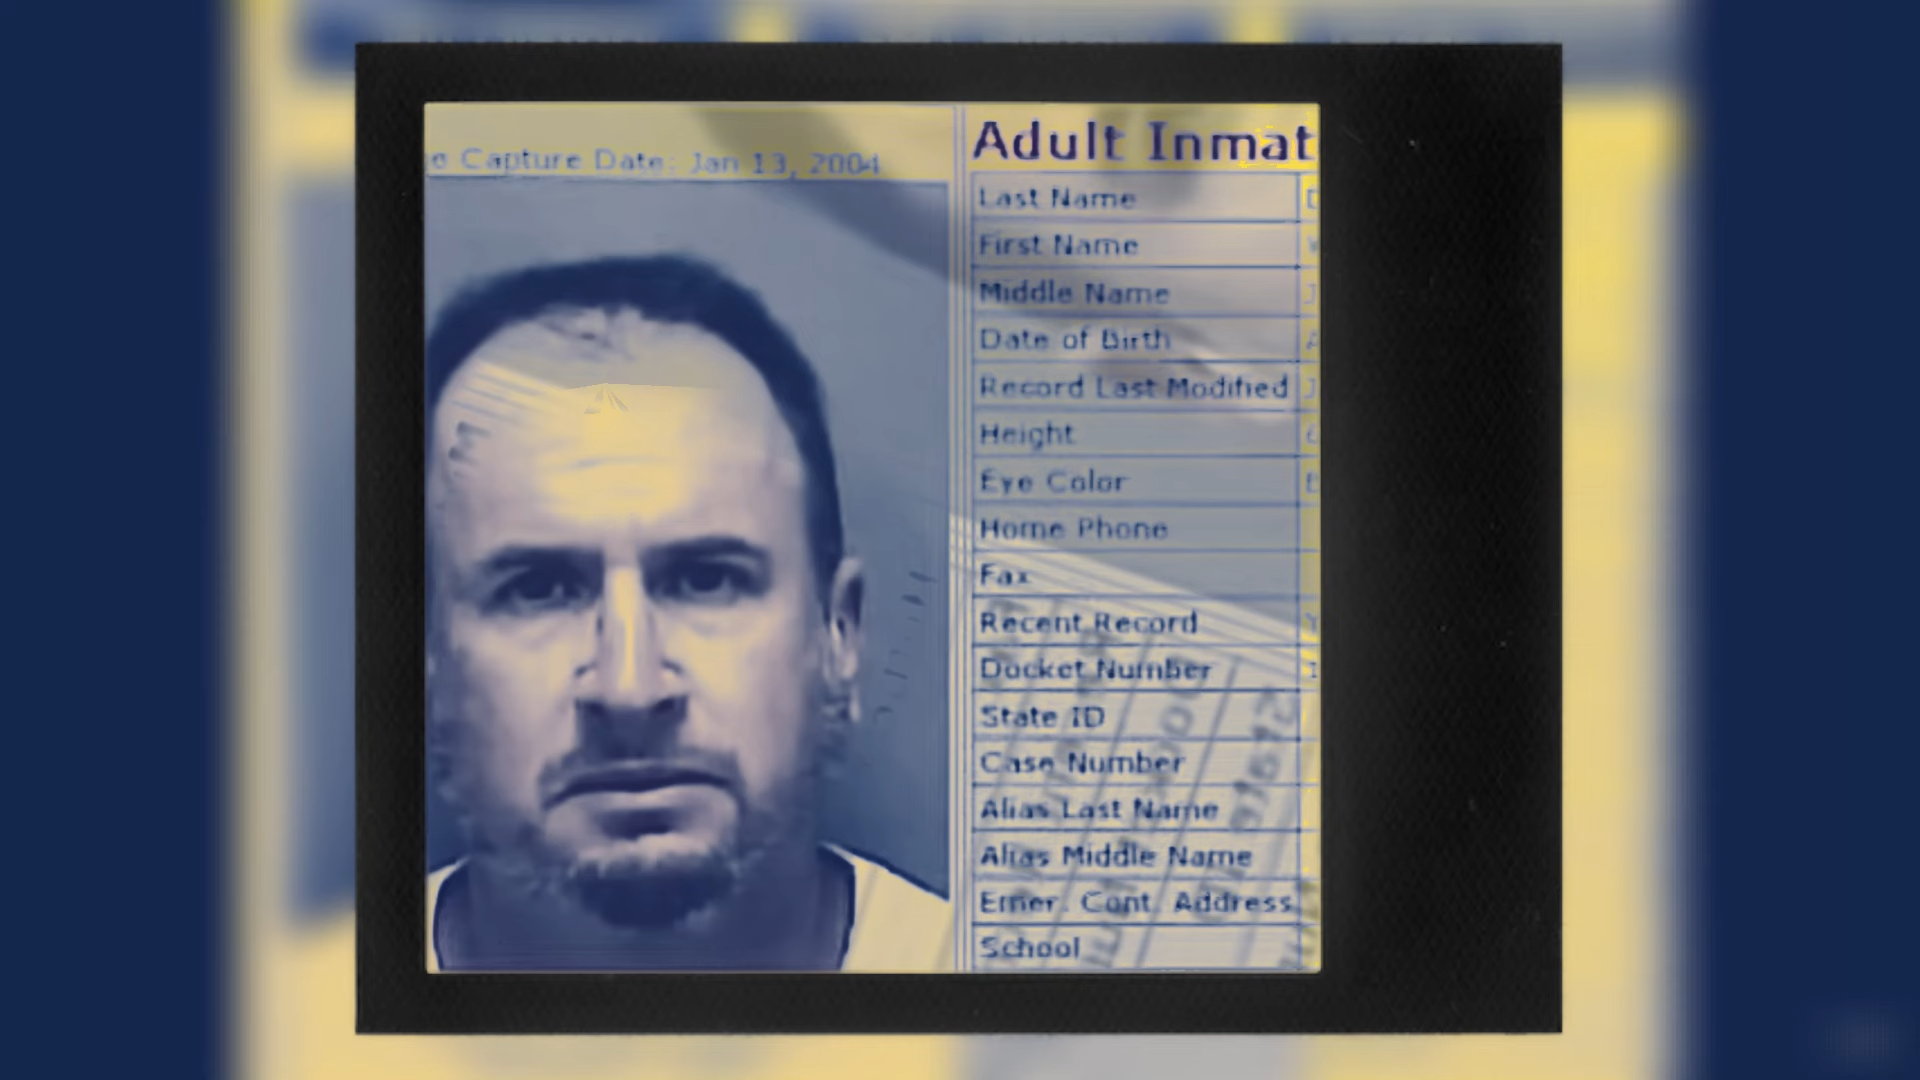 e Capture Date: Jan 13, 2004
Adult Inmat
Last Name
First Name
Middle Name
Date of Birth
Record Last Modified
Height
Eye Color
Home Phone
Fax
Recent Record
Docket Number
State ID
Case Number
Alias Last Name
Alias Middle Name
Emer. Cont. Address
School